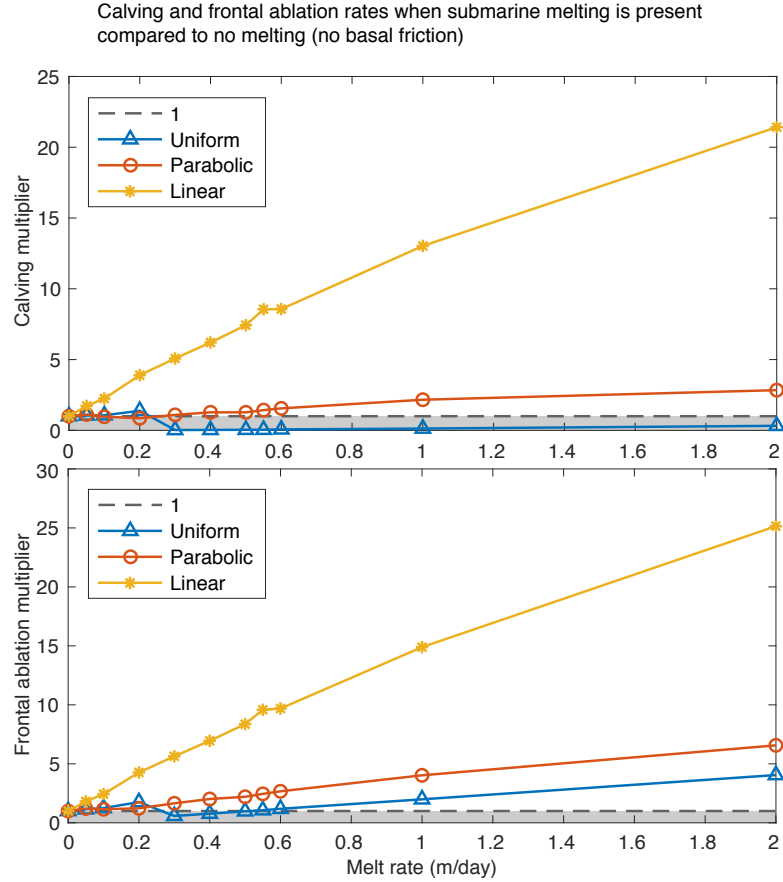 Calving and frontal ablation rates when submarine melting is present
compared to no melting (no basal friction)
25
20
15
10
5
0
Calving multiplier
1
Uniform
Parabolic
Linear
0 0.2 0.4 0.6 0.8 1 1.2 1.4 1.6 1.8 2
30
25
20
15
10
5
0
Frontal ablation multiplier
1
Uniform
Parabolic
Linear
0 0.2 0.4 0.6 0.8 1 1.2 1.4 1.6 1.8 2
Melt rate (m/day)